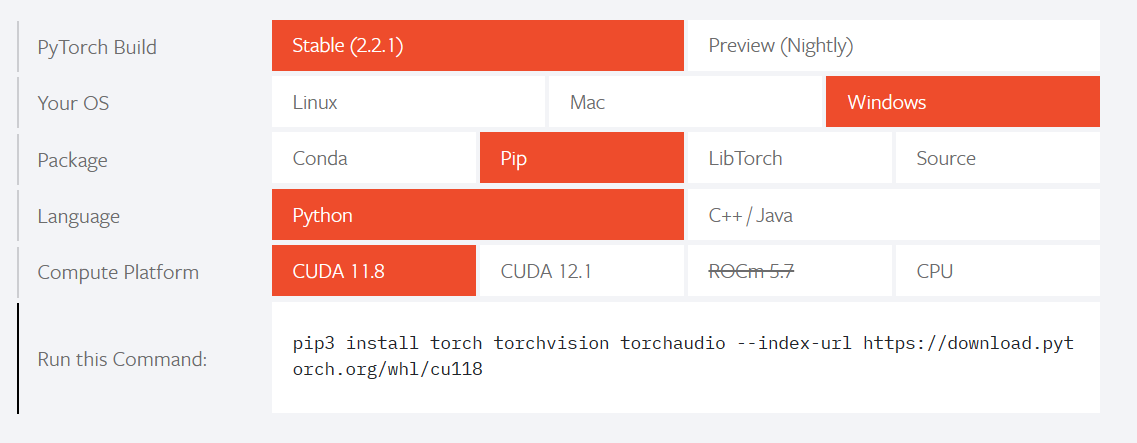 PyTorch Build
Stable (2.2.1)
Preview (Nightly)
Your OS
Linux
Mac
Windows
Package
Conda
Pip
LibTorch
Source
Language
Python
C++ / Java
Compute Platform
CUDA 11.8
CUDA 12.1
ROCm 5.7
CPU
Run this Command:
pip3 install torch torchvision torchaudio --index-url https://download.pyt
orch.org/whl/cu118